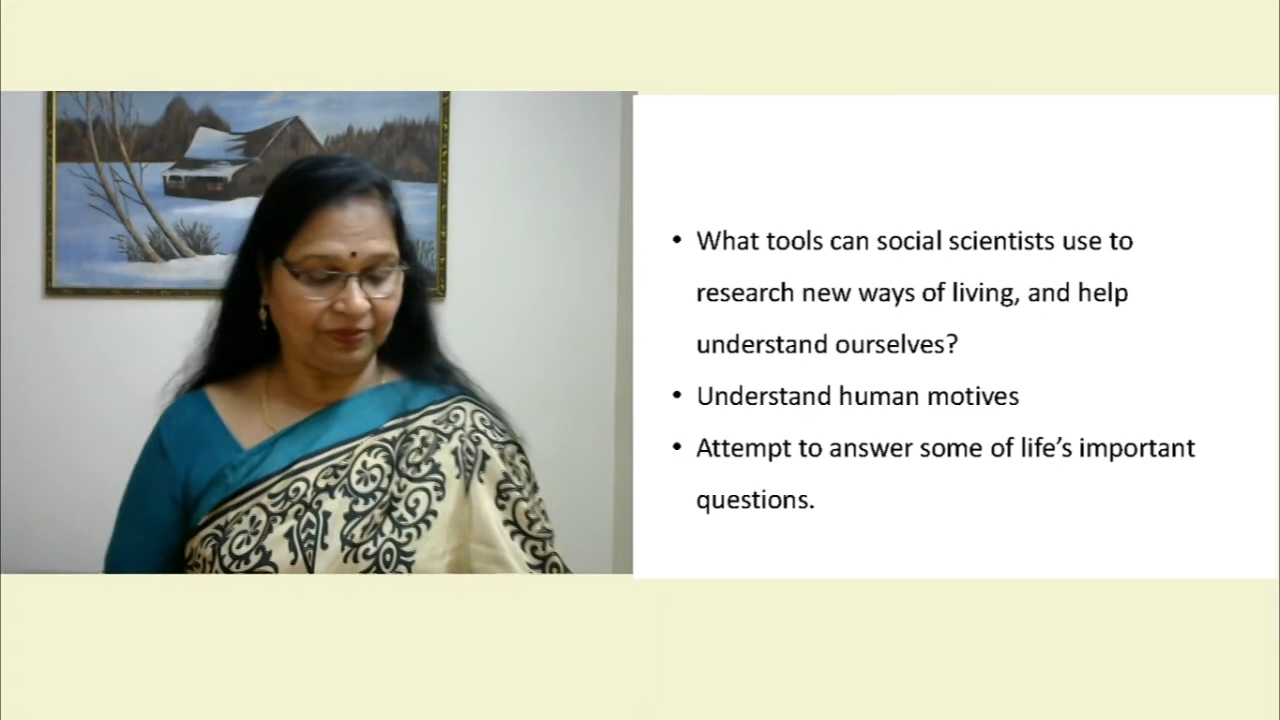 • What tools can social scientists use to
research new ways of living, and help
understand ourselves?
• Understand human motives
• Attempt to answer some of life’s important
questions.